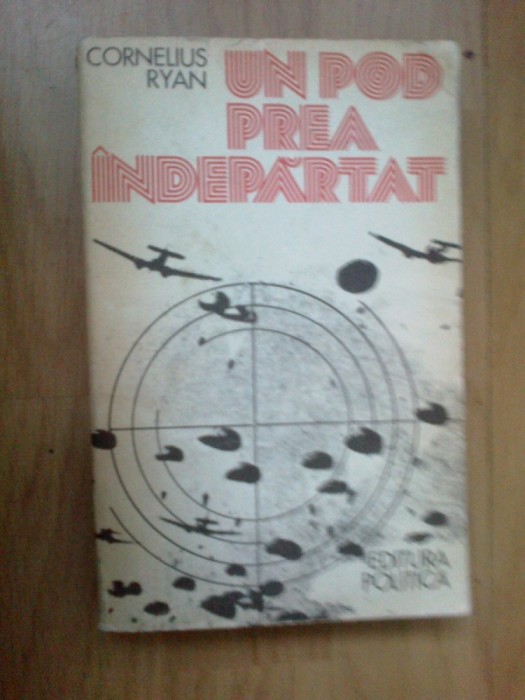 CORNELIUS
RYAN
UN POD
PREA
ÎNDEPĂRTAT
EDITURA
POLITICĂ